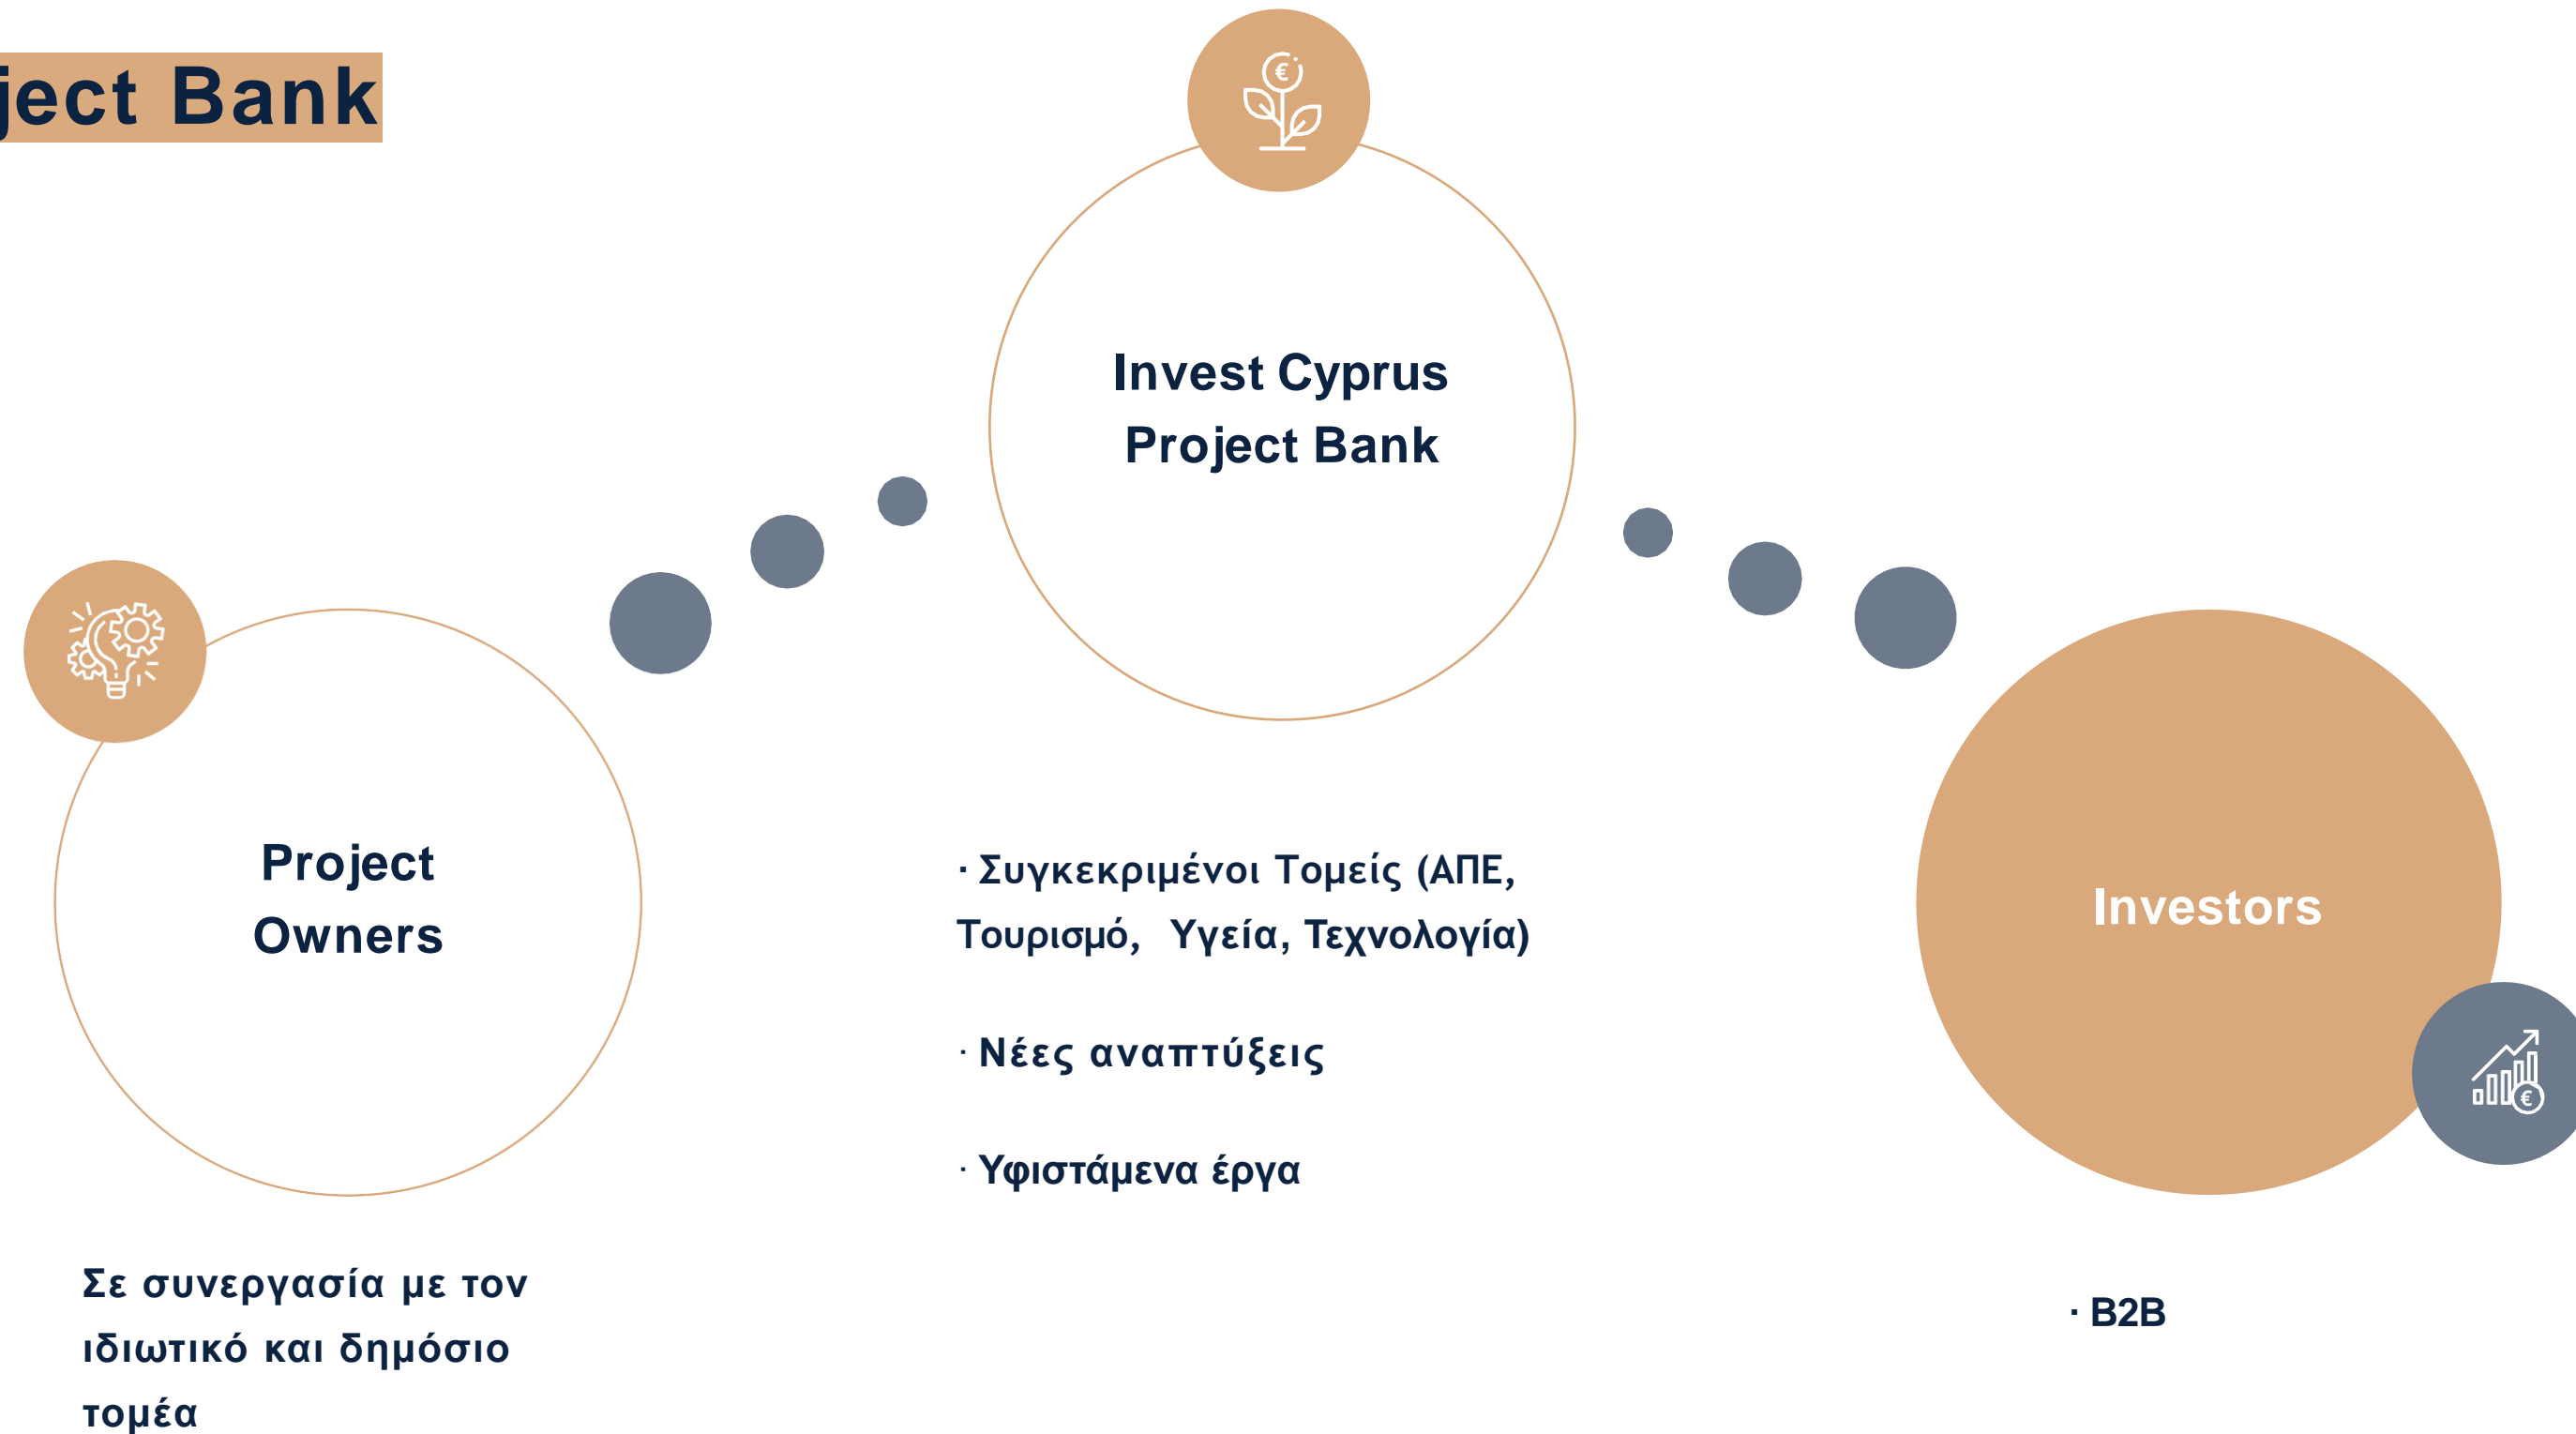 ject Bank
Invest Cyprus
Project Bank
Project
Owners
Investors
· Συγκεκριμένοι Τομείς (ΑΠΕ,
Τουρισμό, Υγεία, Τεχνολογία)
· Νέες αναπτύξεις
· Υφιστάμενα έργα
Σε συνεργασία με τον
ιδιωτικό και δημόσιο
τομέα
· B2B